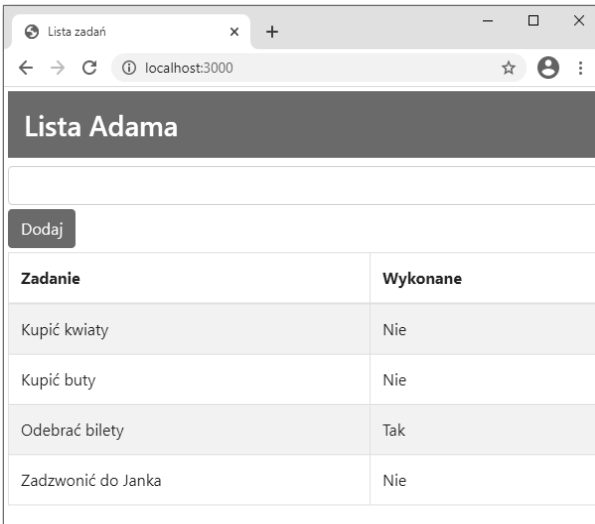 Lista zadań
localhost:3000
Lista Adama
Dodaj
Zadanie Wykonane
Kupić kwiaty Nie
Kupić buty Nie
Odebrać bilety Tak
Zadzwonić do Janka Nie